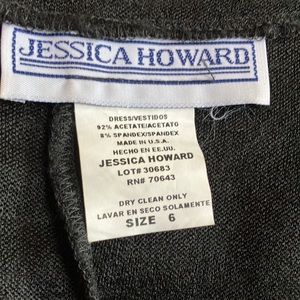 JESSICA HOWARD
DRESS/VESTIDOS
92% ACETATE/ACETATO
8% SPANDEX/SPANDEX
MADE IN U.S.A.
HECHO EN EE.UU.
JESSICA HOWARD
LOT# 30683
RN# 70643
DRY CLEAN ONLY
LAVAR EN SECO SOLAMENTE
SIZE 6